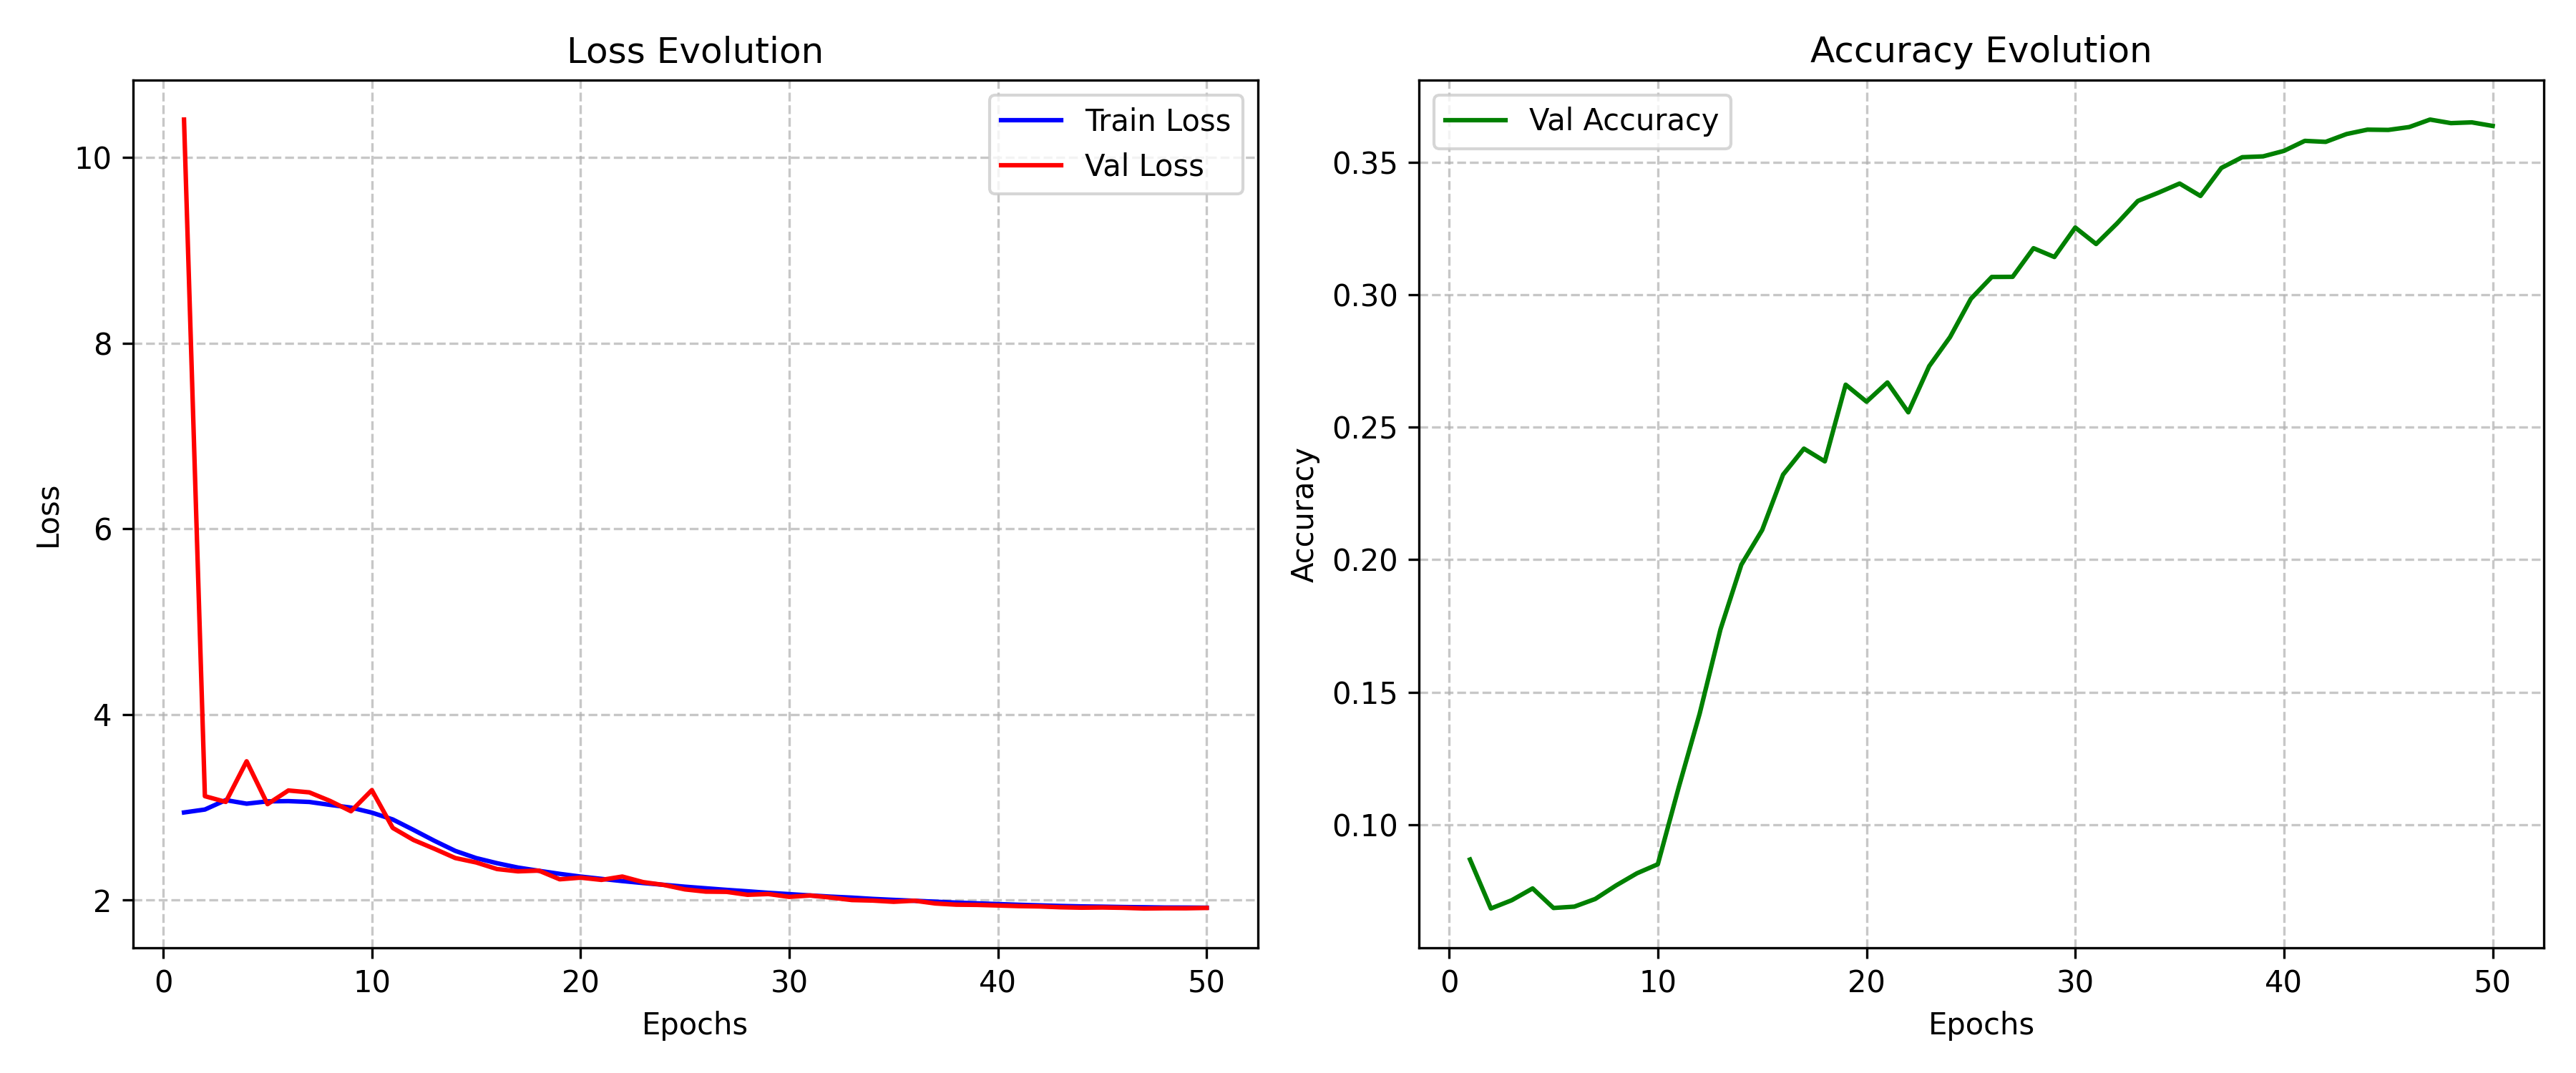 Loss Evolution
Train Loss
Val Loss
10
8
6
4
2
Loss
0 10 20 30 40 50
Epochs
Accuracy Evolution
Val Accuracy
0.35
0.30
0.25
0.20
0.15
0.10
Accuracy
0 10 20 30 40 50
Epochs